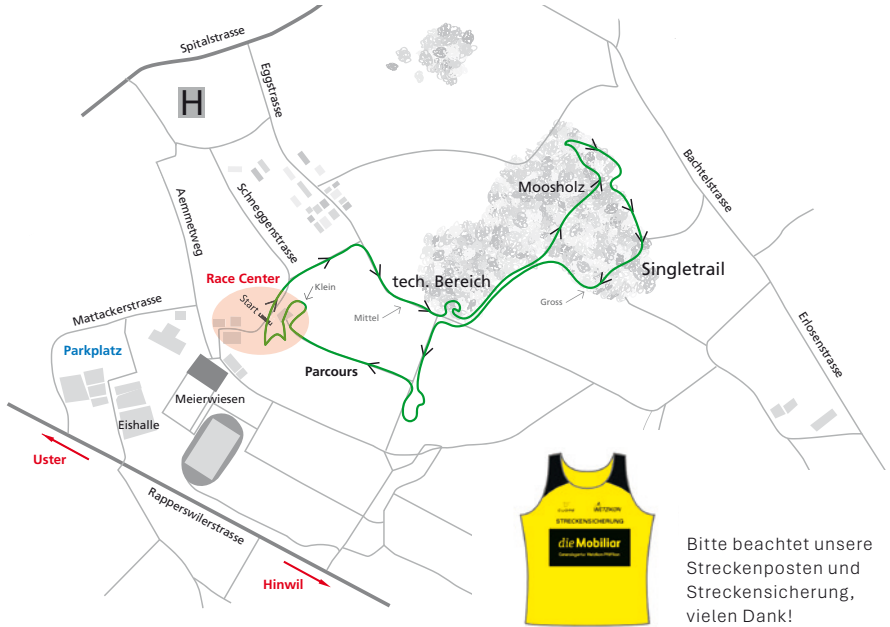 Spitalstrasse
Eggstrasse
H
Bachtelstrasse
Moosholz
Aemmetweg
Schneggenstrasse
Race Center
tech. Bereich
Singletrail
Klein
Start
Mittel
Gross
Mattackerstrasse
Parkplatz
Erlosenstrasse
Parcours
Meierwiesen
Eishalle
Uster
Rapperswilerstrasse
Hinwil
WETZIKON
STRECKENSICHERUNG
die Mobiliar
Bitte beachtet unsere
Streckenposten und
Streckensicherung,
vielen Dank!